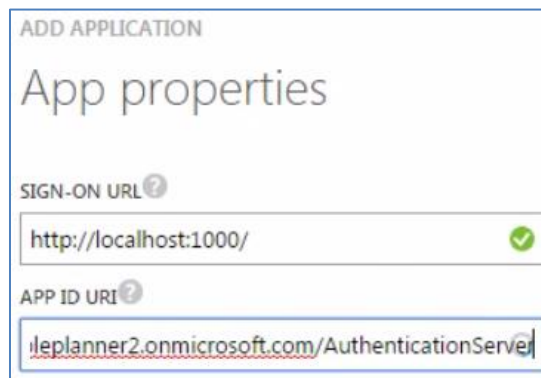 ADD APPLICATION
App properties
SIGN-ON URL
http://localhost:1000/
APP ID URI
leplanner2.onmicrosoft.com/AuthenticationServer